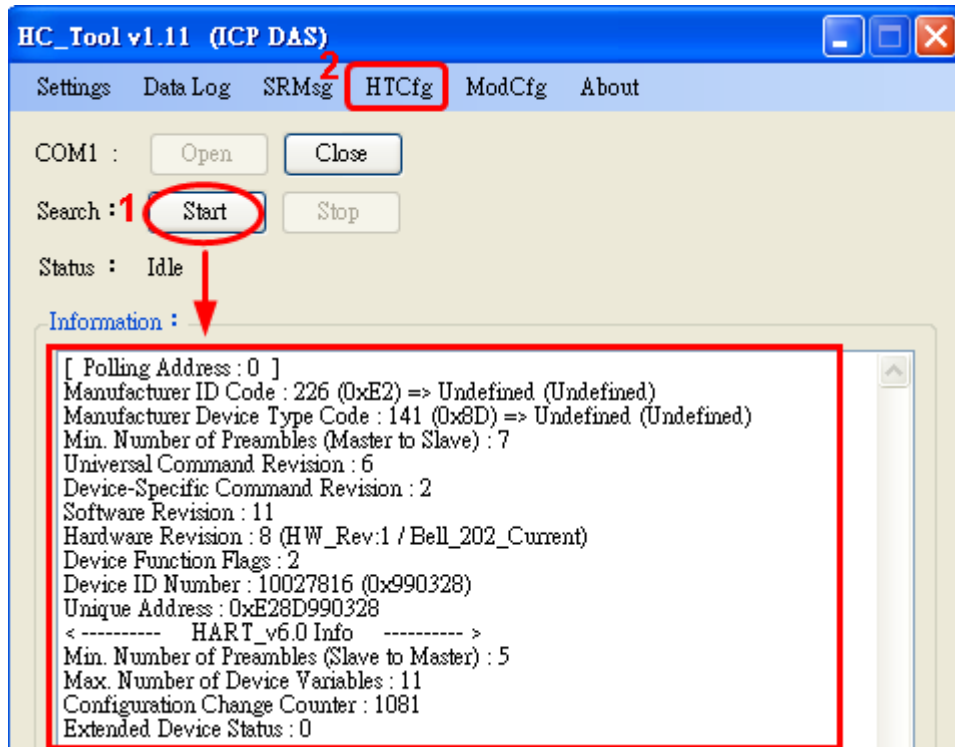 HC_Tool v1.11 (ICP DAS)
Settings Data Log SRMsg 2 HTCfg ModCfg About
COM1 : Open Close
Search : 1 Start Stop
Status : Idle
Information :
[ Polling Address : 0 ]
Manufacturer ID Code : 226 (0xE2) => Undefined (Undefined)
Manufacturer Device Type Code : 141 (0x8D) => Undefined (Undefined)
Min. Number of Preambles (Master to Slave) : 7
Universal Command Revision : 6
Device-Specific Command Revision : 2
Software Revision : 11
Hardware Revision : 8 (HW_Rev:1 / Bell_202_Current)
Device Function Flags : 2
Device ID Number : 10027816 (0x990328)
Unique Address : 0xE28D990328
< ---------- HART_v6.0 Info ---------- >
Min. Number of Preambles (Slave to Master) : 5
Max. Number of Device Variables : 11
Configuration Change Counter : 1081
Extended Device Status : 0